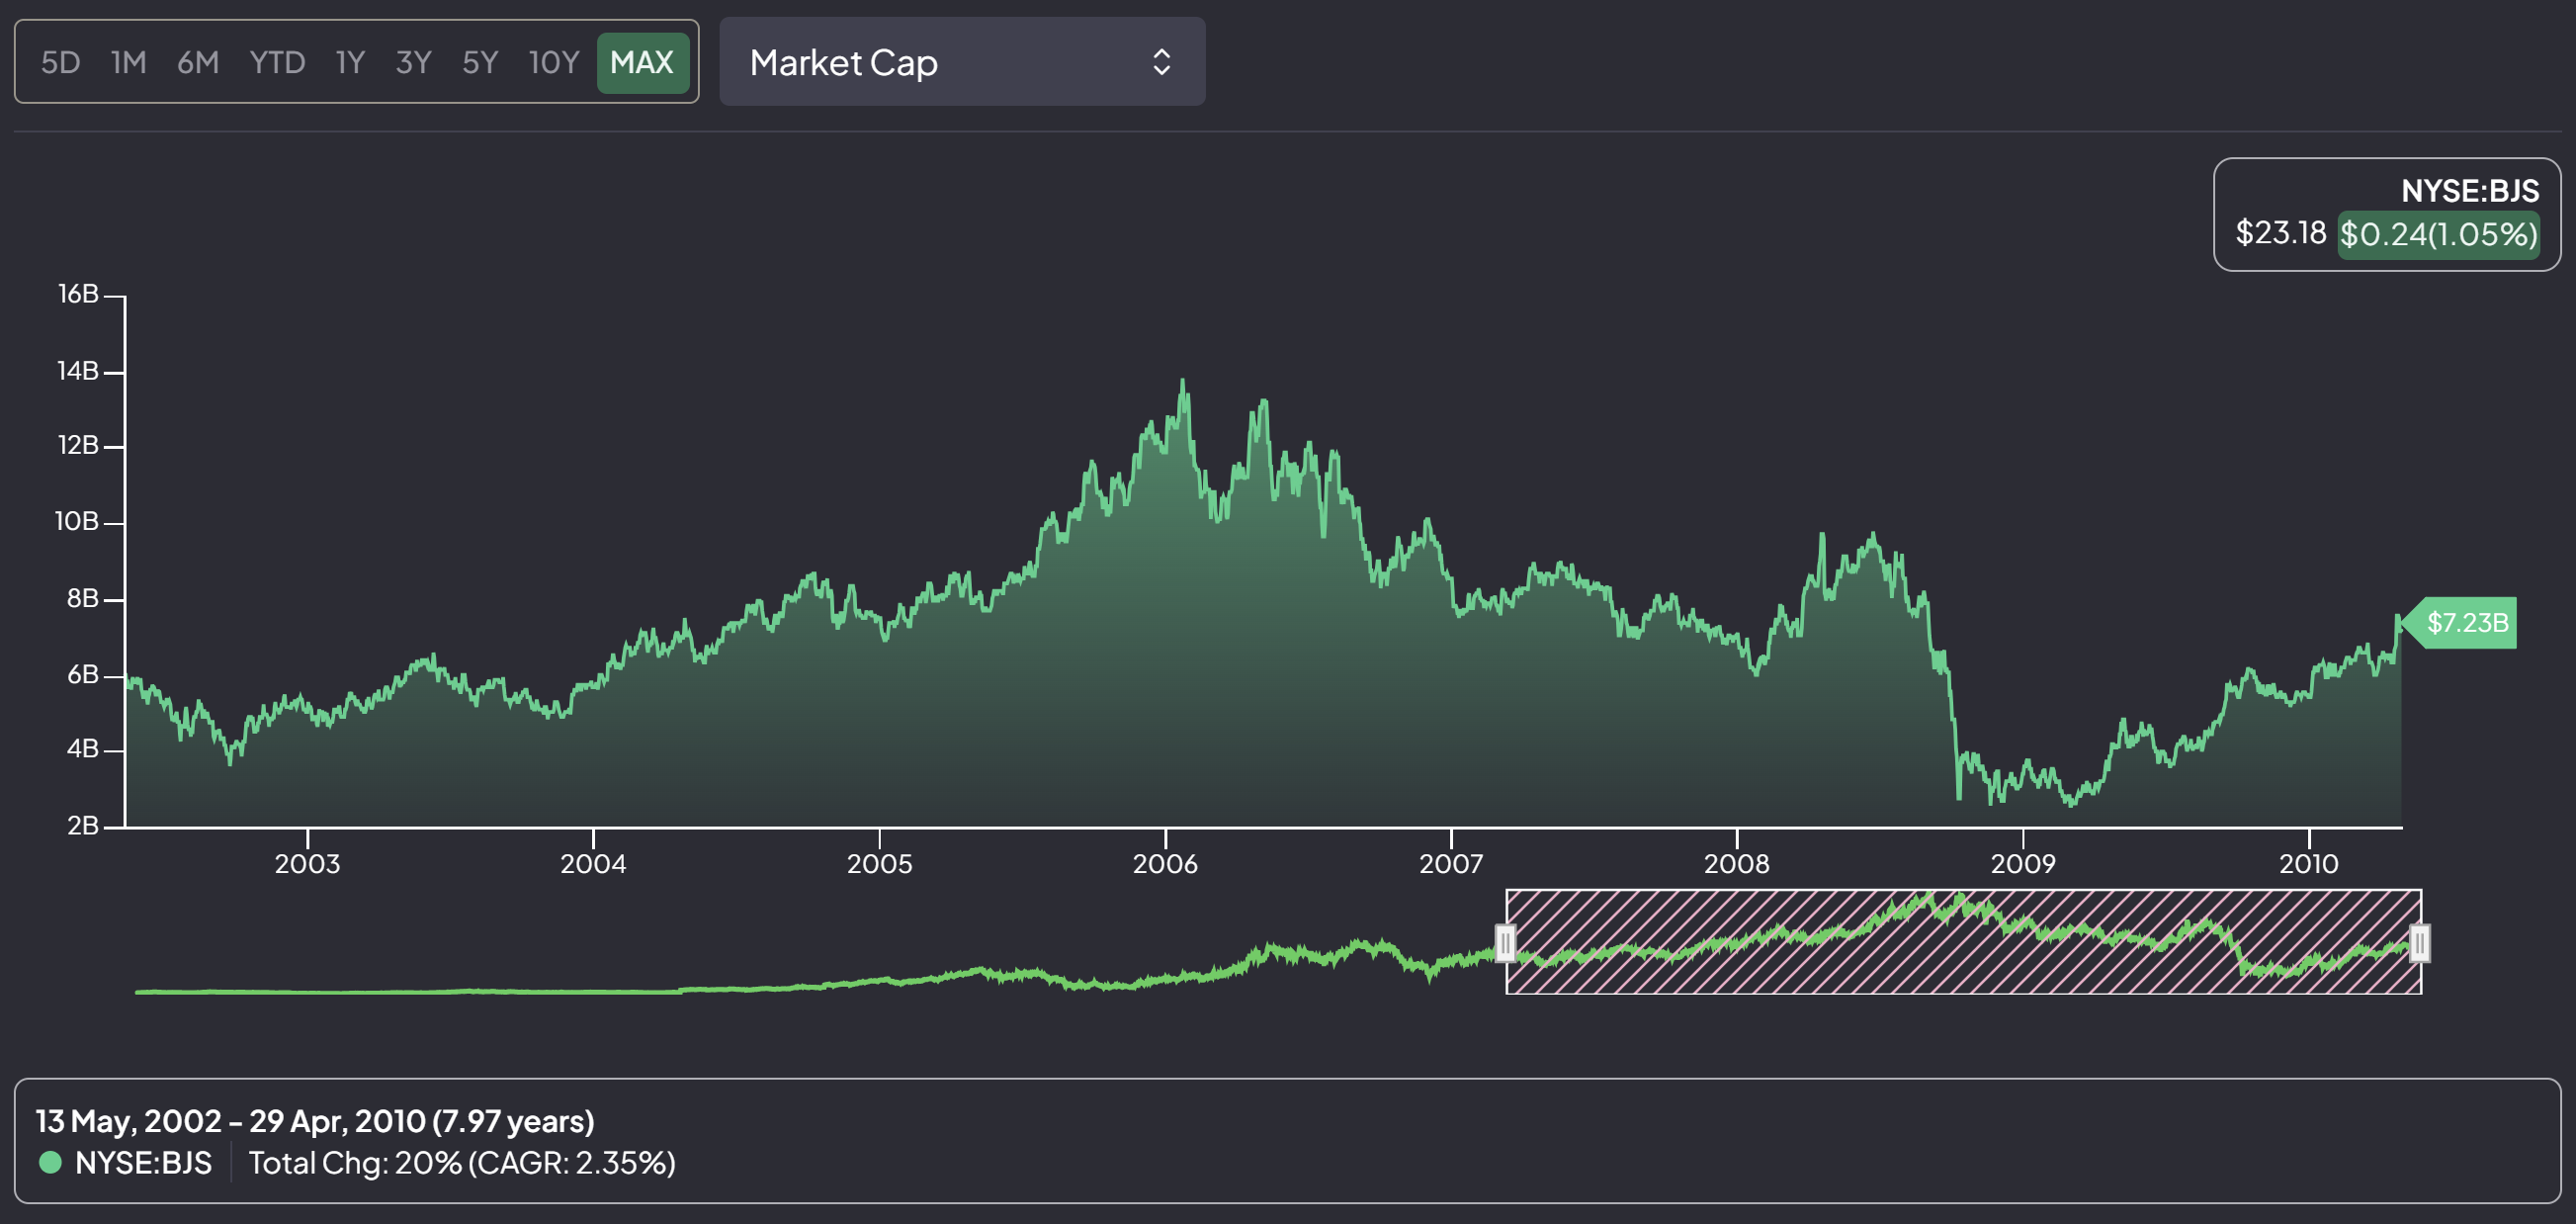 5D 1M 6M YTD 1Y 3Y 5Y 10Y MAX Market Cap
NYSE:BJS
$23.18 $0.24(1.05%)
16B
14B
12B
10B
8B
6B
4B
2B
$7.23B
2003 2004 2005 2006 2007 2008 2009 2010
13 May, 2002 - 29 Apr, 2010 (7.97 years)
NYSE:BJS Total Chg: 20% (CAGR: 2.35%)